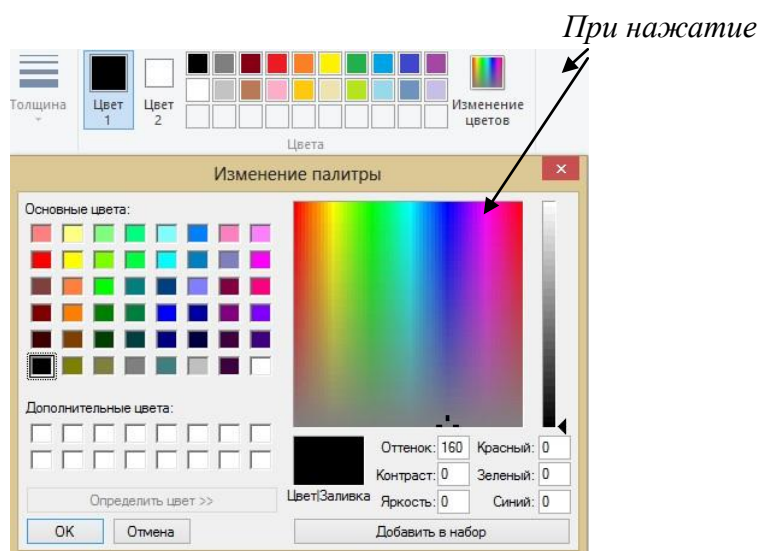 При нажатие
Толщина
Цвет
1
Цвет
2
Изменение
цветов
Цвета
Изменение палитры
Основные цвета:
Дополнительные цвета:
Определить цвет >>
OK
Отмена
Цвет|Заливка
Оттенок: 160
Контраст: 0
Яркость: 0
Красный: 0
Зеленый: 0
Синий: 0
Добавить в набор